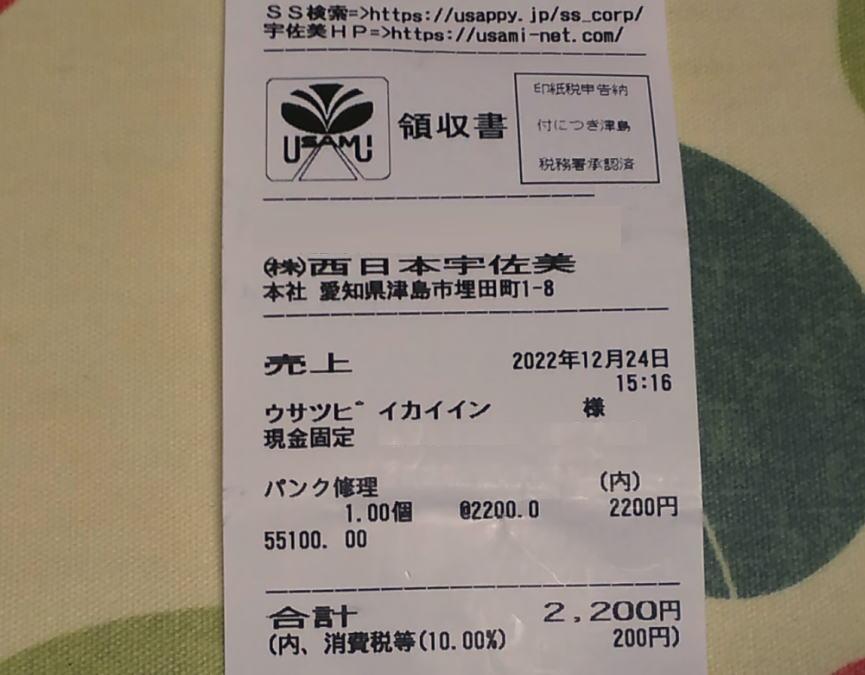 SS検索=>https://usappy.jp/ss_corp/
宇佐美HP=>https://usami-net.com/
USAMI
領収書
印紙税申告納
付につき津島
税務署承認済
㈱西日本宇佐美
本社 愛知県津島市埋田町1-8
売上 2022年12月24日
15:16
ウサツピ イカイイン 様
現金固定
パンク修理 (内)
1.00個 @2200.0 2200円
55100. 00
合計 2,200円
(内、消費税等(10.00%) 200円)